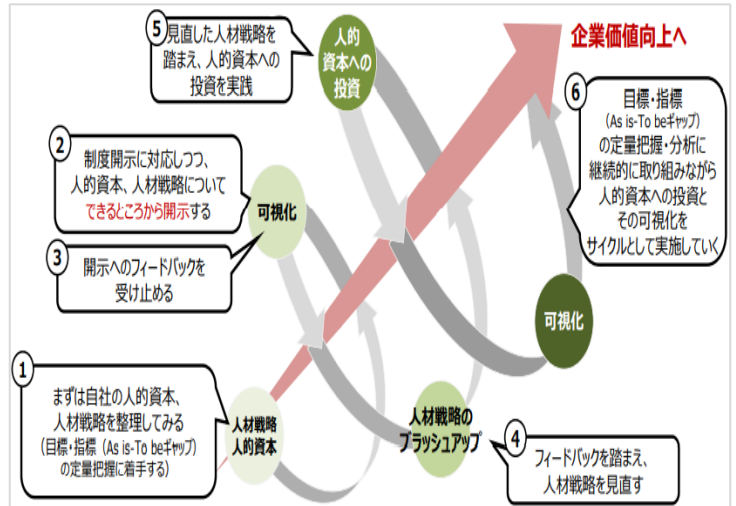 ⑤
見直した人材戦略を
踏まえ、人的資本への
投資を実践
人的
資本への
投資
企業価値向上へ
⑥
目標・指標
(As is-To beギャップ)
の定量把握・分析に
継続的に取り組みながら
人的資本への投資と
その可視化を
サイクルとして実施していく
②
制度開示に対応しつつ、
人的資本、人材戦略について
できるところから開示する
可視化
③
開示へのフィードバックを
受け止める
可視化
①
まずは自社の人的資本、
人材戦略を整理してみる
(目標・指標(As is-To beギャップ)
の定量把握に着手する)
人材戦略
人的資本
人材戦略の
ブラッシュアップ
④
フィードバックを踏まえ、
人材戦略を見直す